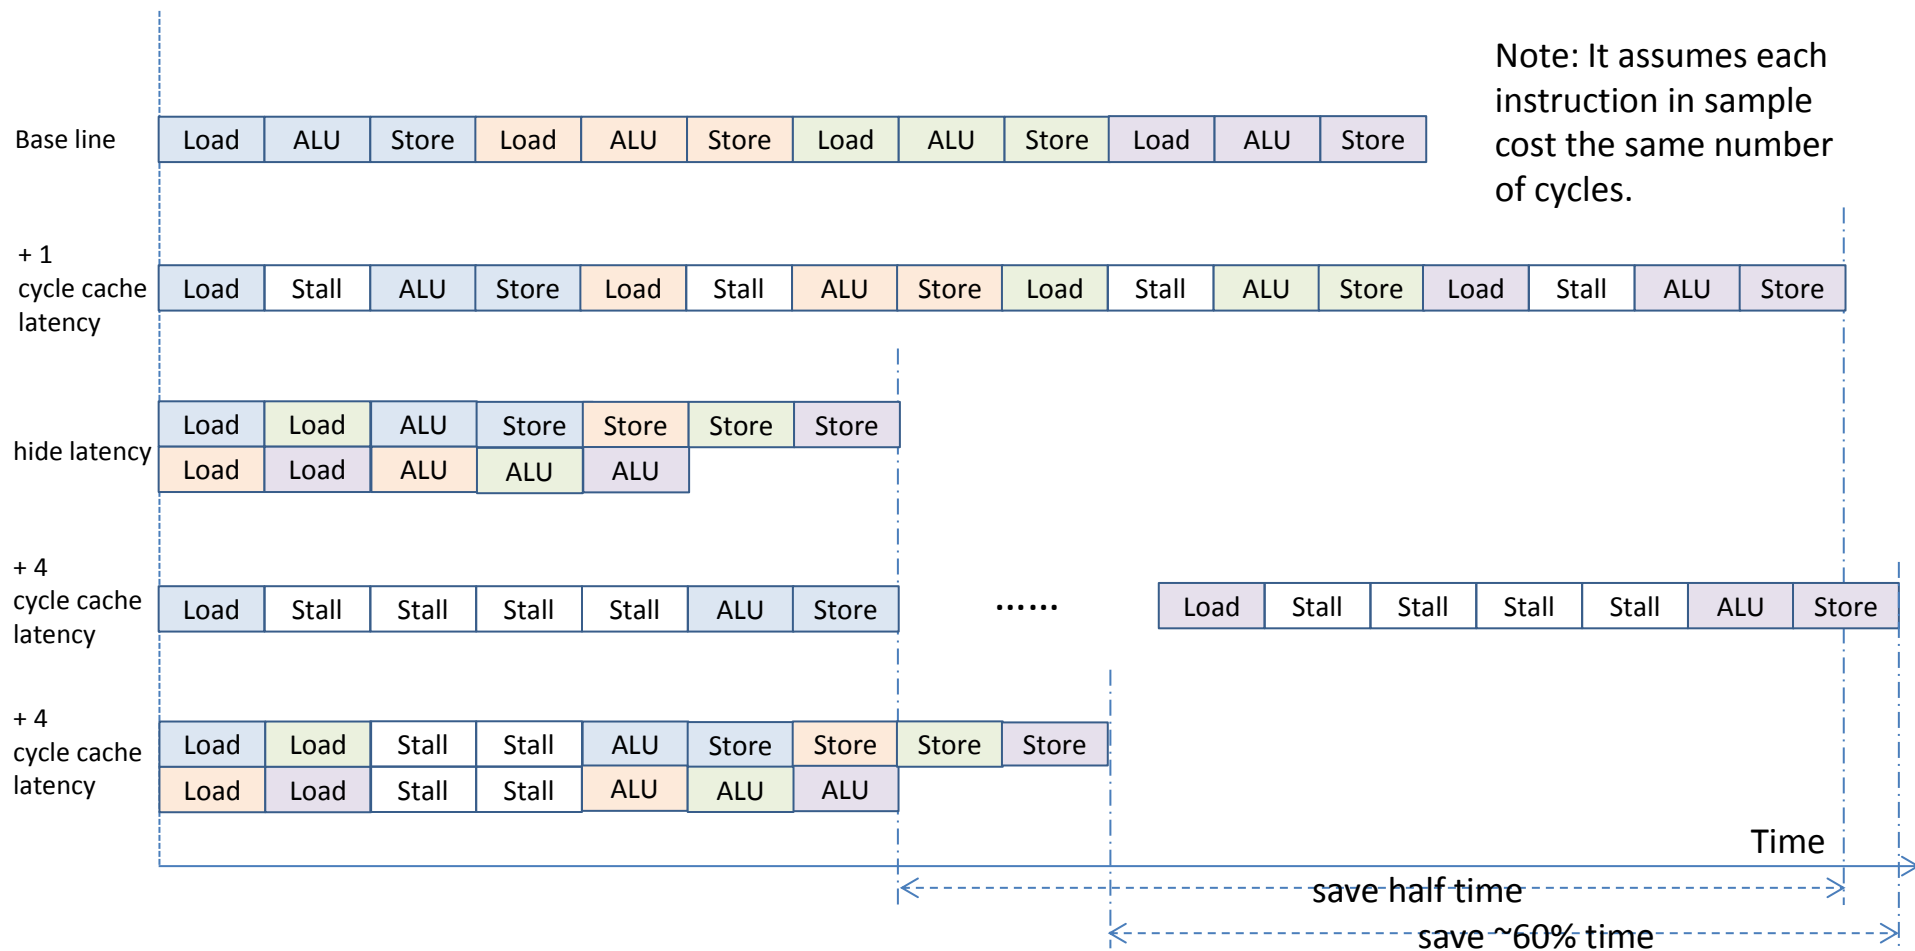 Note: It assumes each
instruction in sample
cost the same number
of cycles.
Base line
Load ALU Store Load ALU Store Load ALU Store Load ALU Store
+ 1
cycle cache
latency
Load Stall ALU Store Load Stall ALU Store Load Stall ALU Store Load Stall ALU Store
hide latency
Load Load ALU Store Store Store Store
Load Load ALU ALU ALU
+ 4
cycle cache
latency
Load Stall Stall Stall Stall ALU Store ...... Load Stall Stall Stall Stall ALU Store
+ 4
cycle cache
latency
Load Load Stall Stall ALU Store Store Store Store
Load Load Stall Stall ALU ALU ALU
Time
save half time
save ~60% time